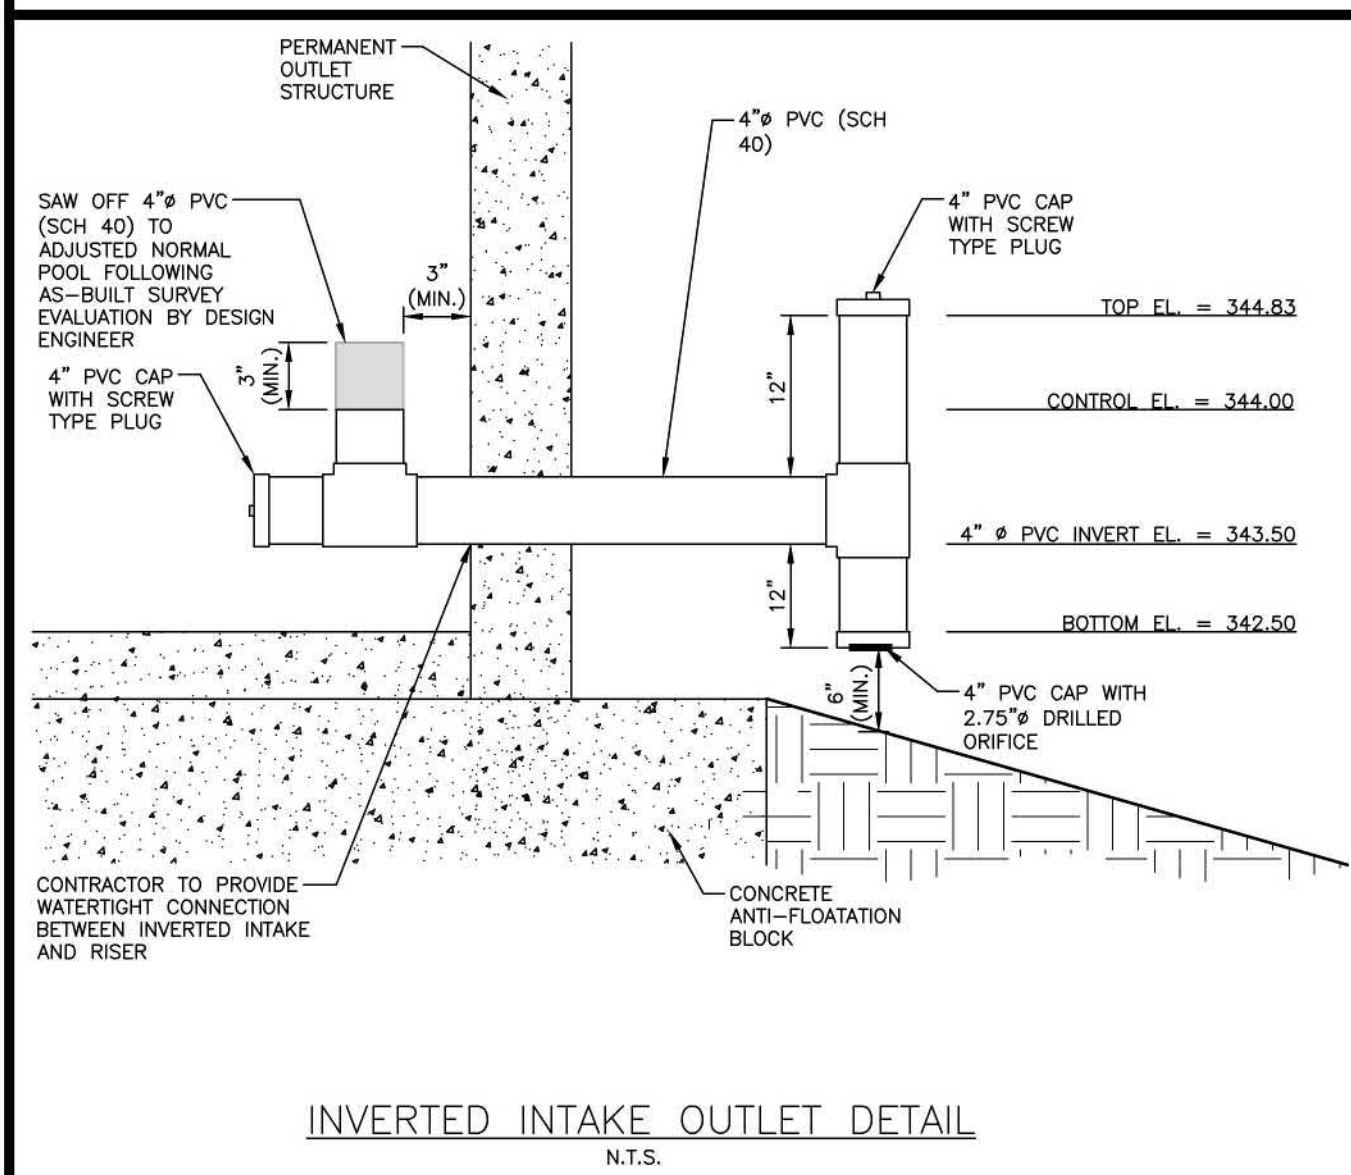 PERMANENT
OUTLET
STRUCTURE
4"ø PVC (SCH
40)
SAW OFF 4"ø PVC
(SCH 40) TO
ADJUSTED NORMAL
POOL FOLLOWING
AS-BUILT SURVEY
EVALUATION BY DESIGN
ENGINEER
3"
(MIN.)
4" PVC CAP
WITH SCREW
TYPE PLUG
TOP EL. = 344.83
3"
(MIN.)
4" PVC CAP
WITH SCREW
TYPE PLUG
12"
CONTROL EL. = 344.00
4" ø PVC INVERT EL. = 343.50
12"
BOTTOM EL. = 342.50
6"
(MIN.)
4" PVC CAP WITH
2.75"ø DRILLED
ORIFICE
CONTRACTOR TO PROVIDE
WATERTIGHT CONNECTION
BETWEEN INVERTED INTAKE
AND RISER
CONCRETE
ANTI-FLOATATION
BLOCK
INVERTED INTAKE OUTLET DETAIL
N.T.S.